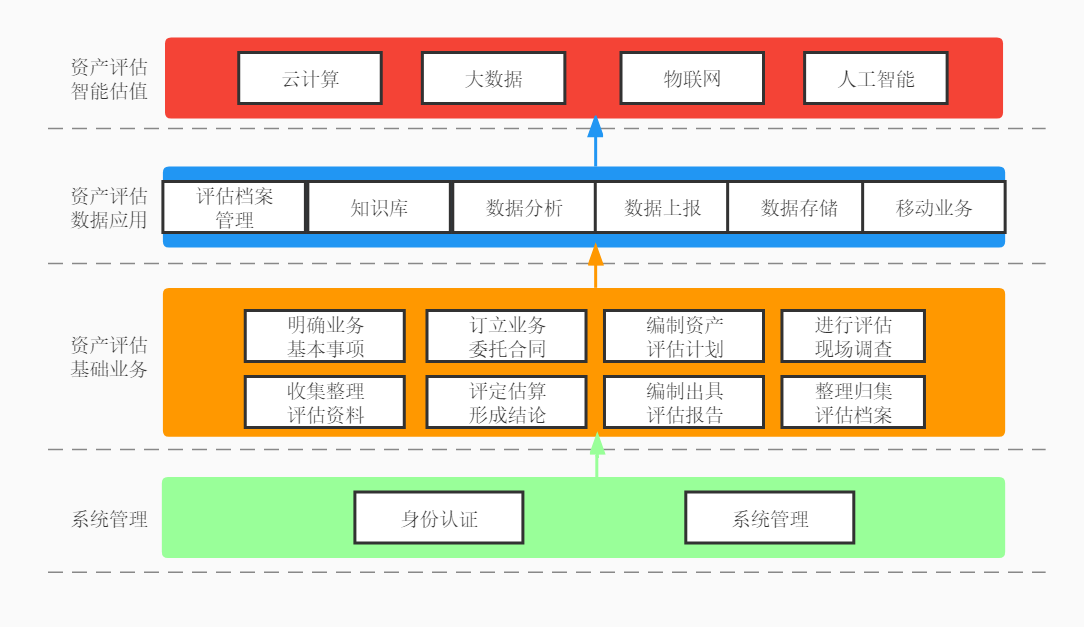 资产评估
智能估值
云计算
大数据
物联网
人工智能
资产评估
数据应用
评估档案
管理
知识库
数据分析
数据上报
数据存储
移动业务
资产评估
基础业务
明确业务
基本事项
订立业务
委托合同
编制资产
评估计划
进行评估
现场调查
收集整理
评估资料
评定估算
形成结论
编制出具
评估报告
整理归集
评估档案
系统管理
身份认证
系统管理